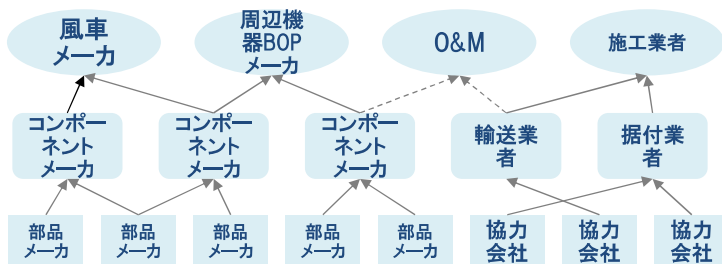 風車
メーカ
周辺機
器BOP
メーカ
O&M
施工業者
コンポー
ネント
メーカ
コンポー
ネント
メーカ
コンポー
ネント
メーカ
輸送業
者
据付業
者
部品
メーカ
部品
メーカ
部品
メーカ
部品
メーカ
部品
メーカ
協力
会社
協力
会社
協力
会社